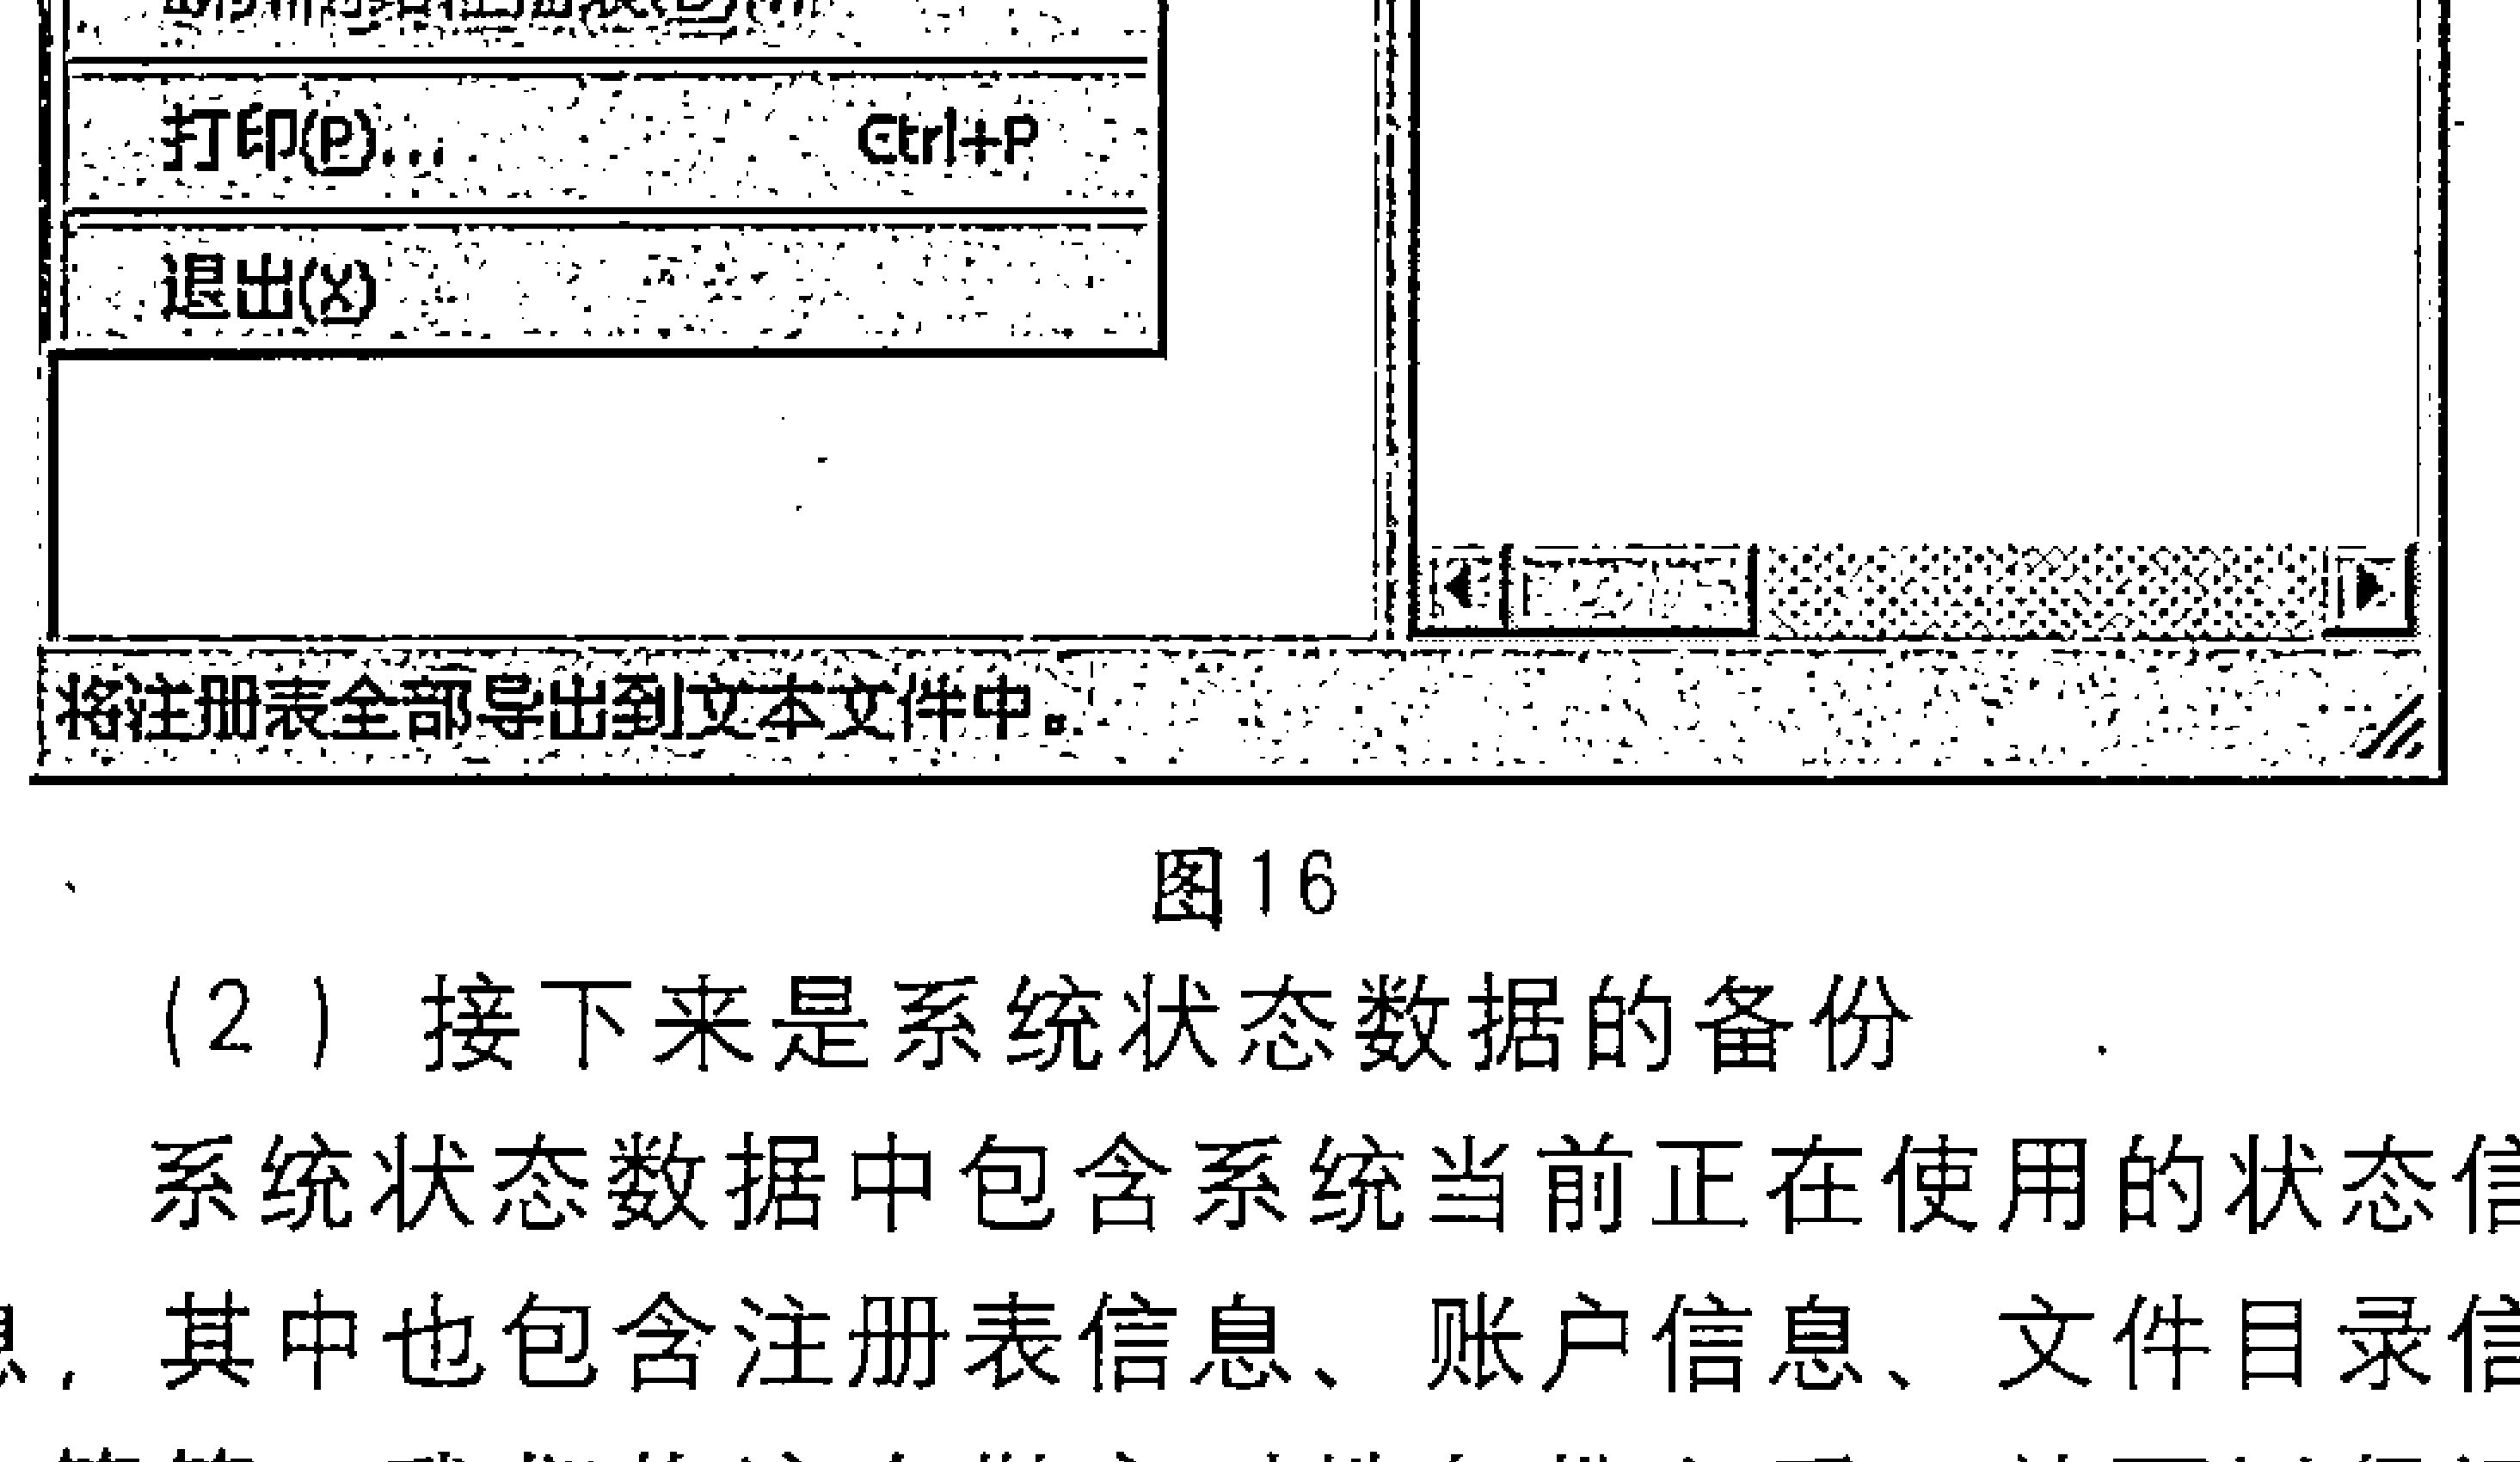 打印(P)... Ctrl+P
退出(X)
将注册表全部导出到文本文件中。
图16
(2) 接下来是系统状态数据的备份
系统状态数据中包含系统当前正在使用的状态信
息，其中也包含注册表信息、账户信息、文件目录信